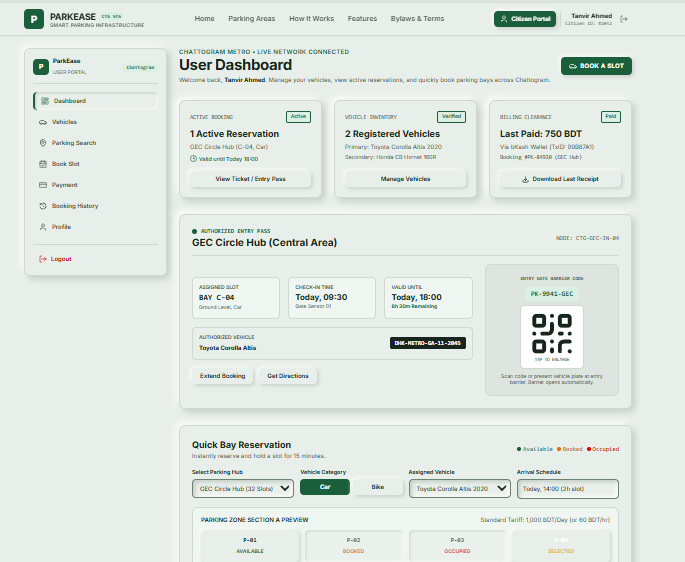 P PARKEASE CTG SYS
SMART PARKING INFRASTRUCTURE
Home Parking Areas How It Works Features Bylaws & Terms
Citizen Portal
Tanvir Ahmed
P ParkEase
USER PORTAL
Chattogram
Dashboard
Vehicles
Parking Search
Book Slot
Payment
Booking History
Profile
Logout
CHATTOGRAM METRO • LIVE NETWORK CONNECTED
User Dashboard
Welcome back, Tanvir Ahmed. Manage your vehicles, view active reservations, and quickly book parking bays across Chattogram.
BOOK A SLOT
ACTIVE BOOKING Active
1 Active Reservation
GEC Circle Hub (C-04, Car)
Valid until Today 18:00
View Ticket / Entry Pass
VEHICLE INVENTORY Verified
2 Registered Vehicles
Primary: Toyota Corolla Altis 2020
Secondary: Honda CB Hornet 160R
Manage Vehicles
BILLING CLEARANCE Paid
Last Paid: 750 BDT
Via bKash Wallet (TxID: 99B87A1)
Booking #PK-84920 (GEC Hub)
Download Last Receipt
AUTHORIZED ENTRY PASS
GEC Circle Hub (Central Area)
NODE: CTG-GEC-IN-04
ASSIGNED SLOT
BAY C-04
Ground Level, Car
CHECK-IN TIME
Today, 09:30
Gate Sensor 01
VALID UNTIL
Today, 18:00
8h 30m Remaining
AUTHORIZED VEHICLE
Toyota Corolla Altis
DHK-METRO-GA-11-2045
Extend Booking
Get Directions
ENTRY GATE BARRIER CODE
PK-9941-GEC
TAP TO ENLARGE
Scan code or present vehicle plate at entry
barrier. Barrier opens automatically.
Quick Bay Reservation
Instantly reserve and hold a slot for 15 minutes.
Available Booked Occupied
Select Parking Hub
GEC Circle Hub (32 Slots)
Vehicle Category
Car Bike
Assigned Vehicle
Toyota Corolla Altis 2020
Arrival Schedule
Today, 14:00 (2h slot)
PARKING ZONE SECTION A PREVIEW
Standard Tariff: 1,000 BDT/Day (or 60 BDT/hr)
P-01
AVAILABLE
P-02
BOOKED
P-03
OCCUPIED
SELECTED